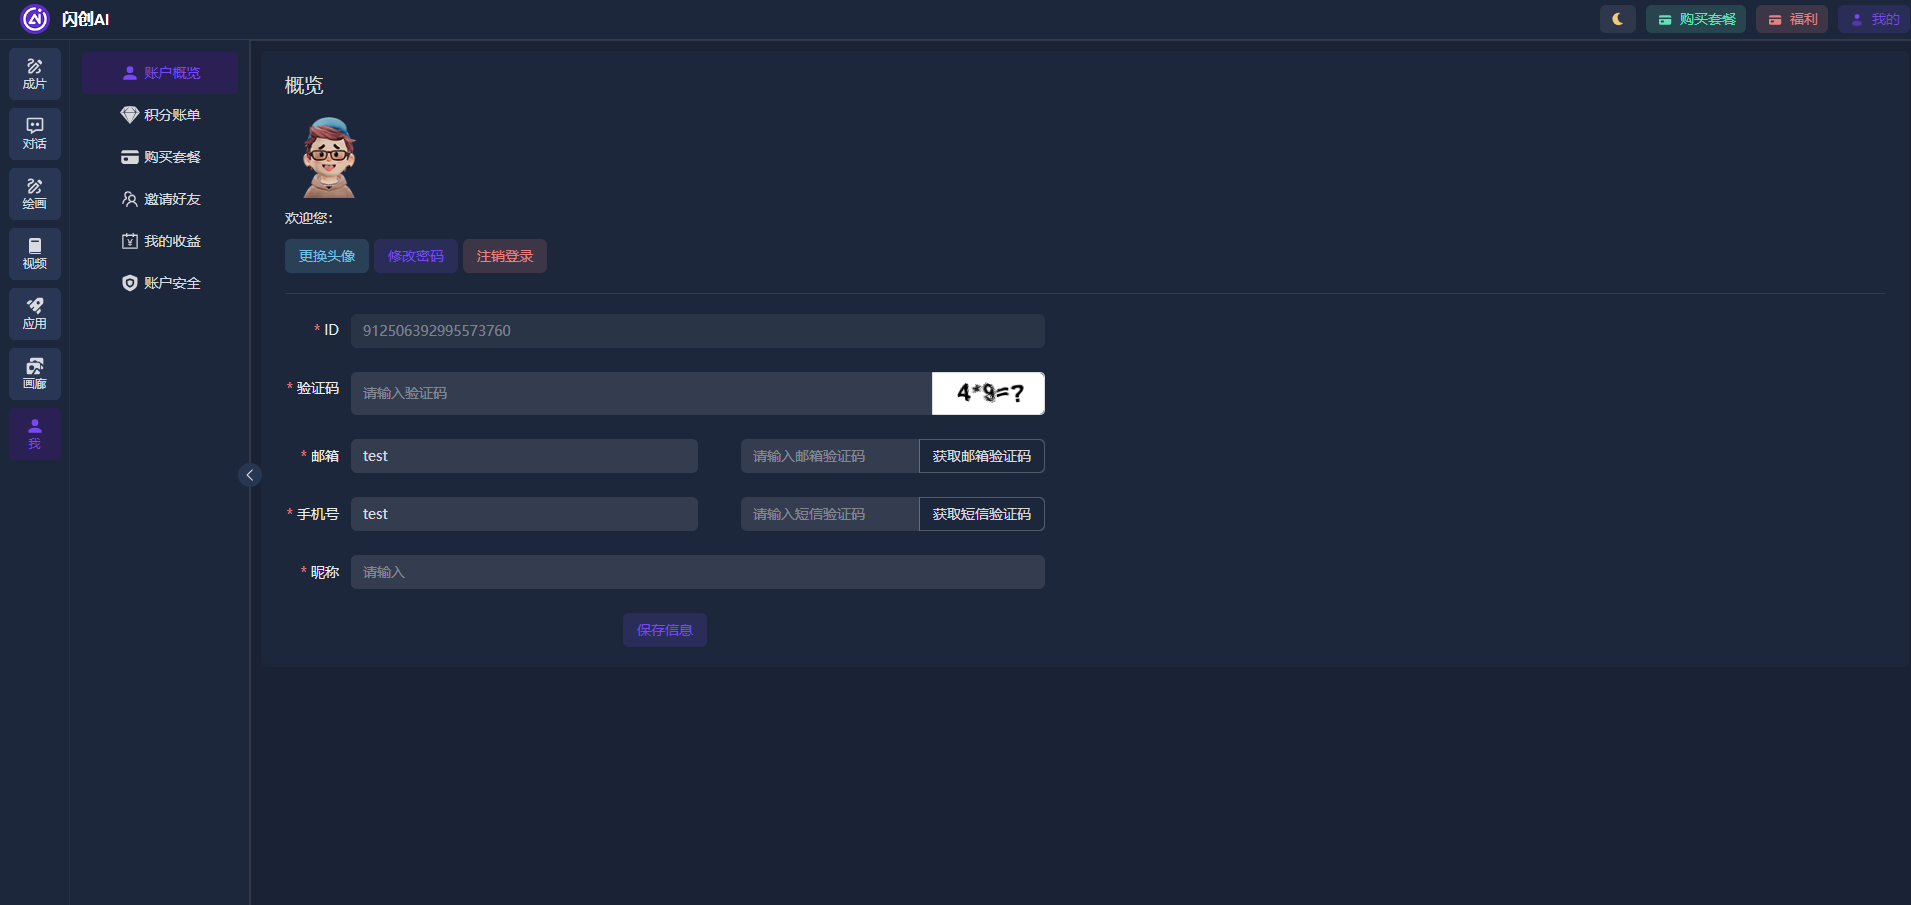 闪创AI
购买套餐
福利
我的
成片
对话
绘画
视频
应用
画廊
我
账户概览
积分账单
购买套餐
邀请好友
我的收益
账户安全
概览
欢迎您：
更换头像 修改密码 注销登录
* ID 912506392995573760
* 验证码 请输入验证码 4*9=?
* 邮箱 test 请输入邮箱验证码 获取邮箱验证码
* 手机号 test 请输入短信验证码 获取短信验证码
* 昵称 请输入
保存信息